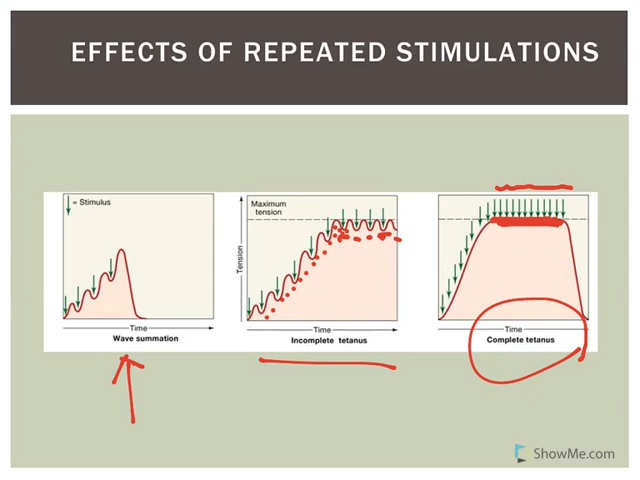 EFFECTS OF REPEATED STIMULATIONS
= Stimulus
Time
Wave summation
Maximum
tension
Tension
Time
Incomplete tetanus
Time
Complete tetanus
ShowMe.com